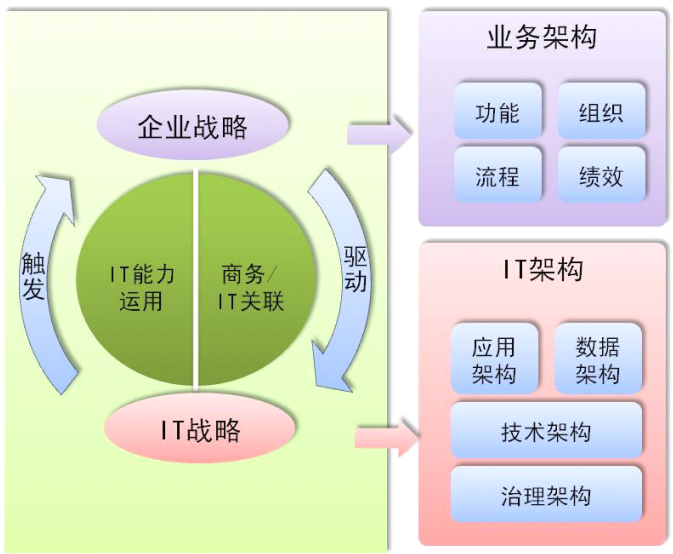 企业战略
触发
IT能力
运用
商务/
IT关联
驱动
IT战略
业务架构
功能
组织
流程
绩效
IT架构
应用
架构
数据
架构
技术架构
治理架构